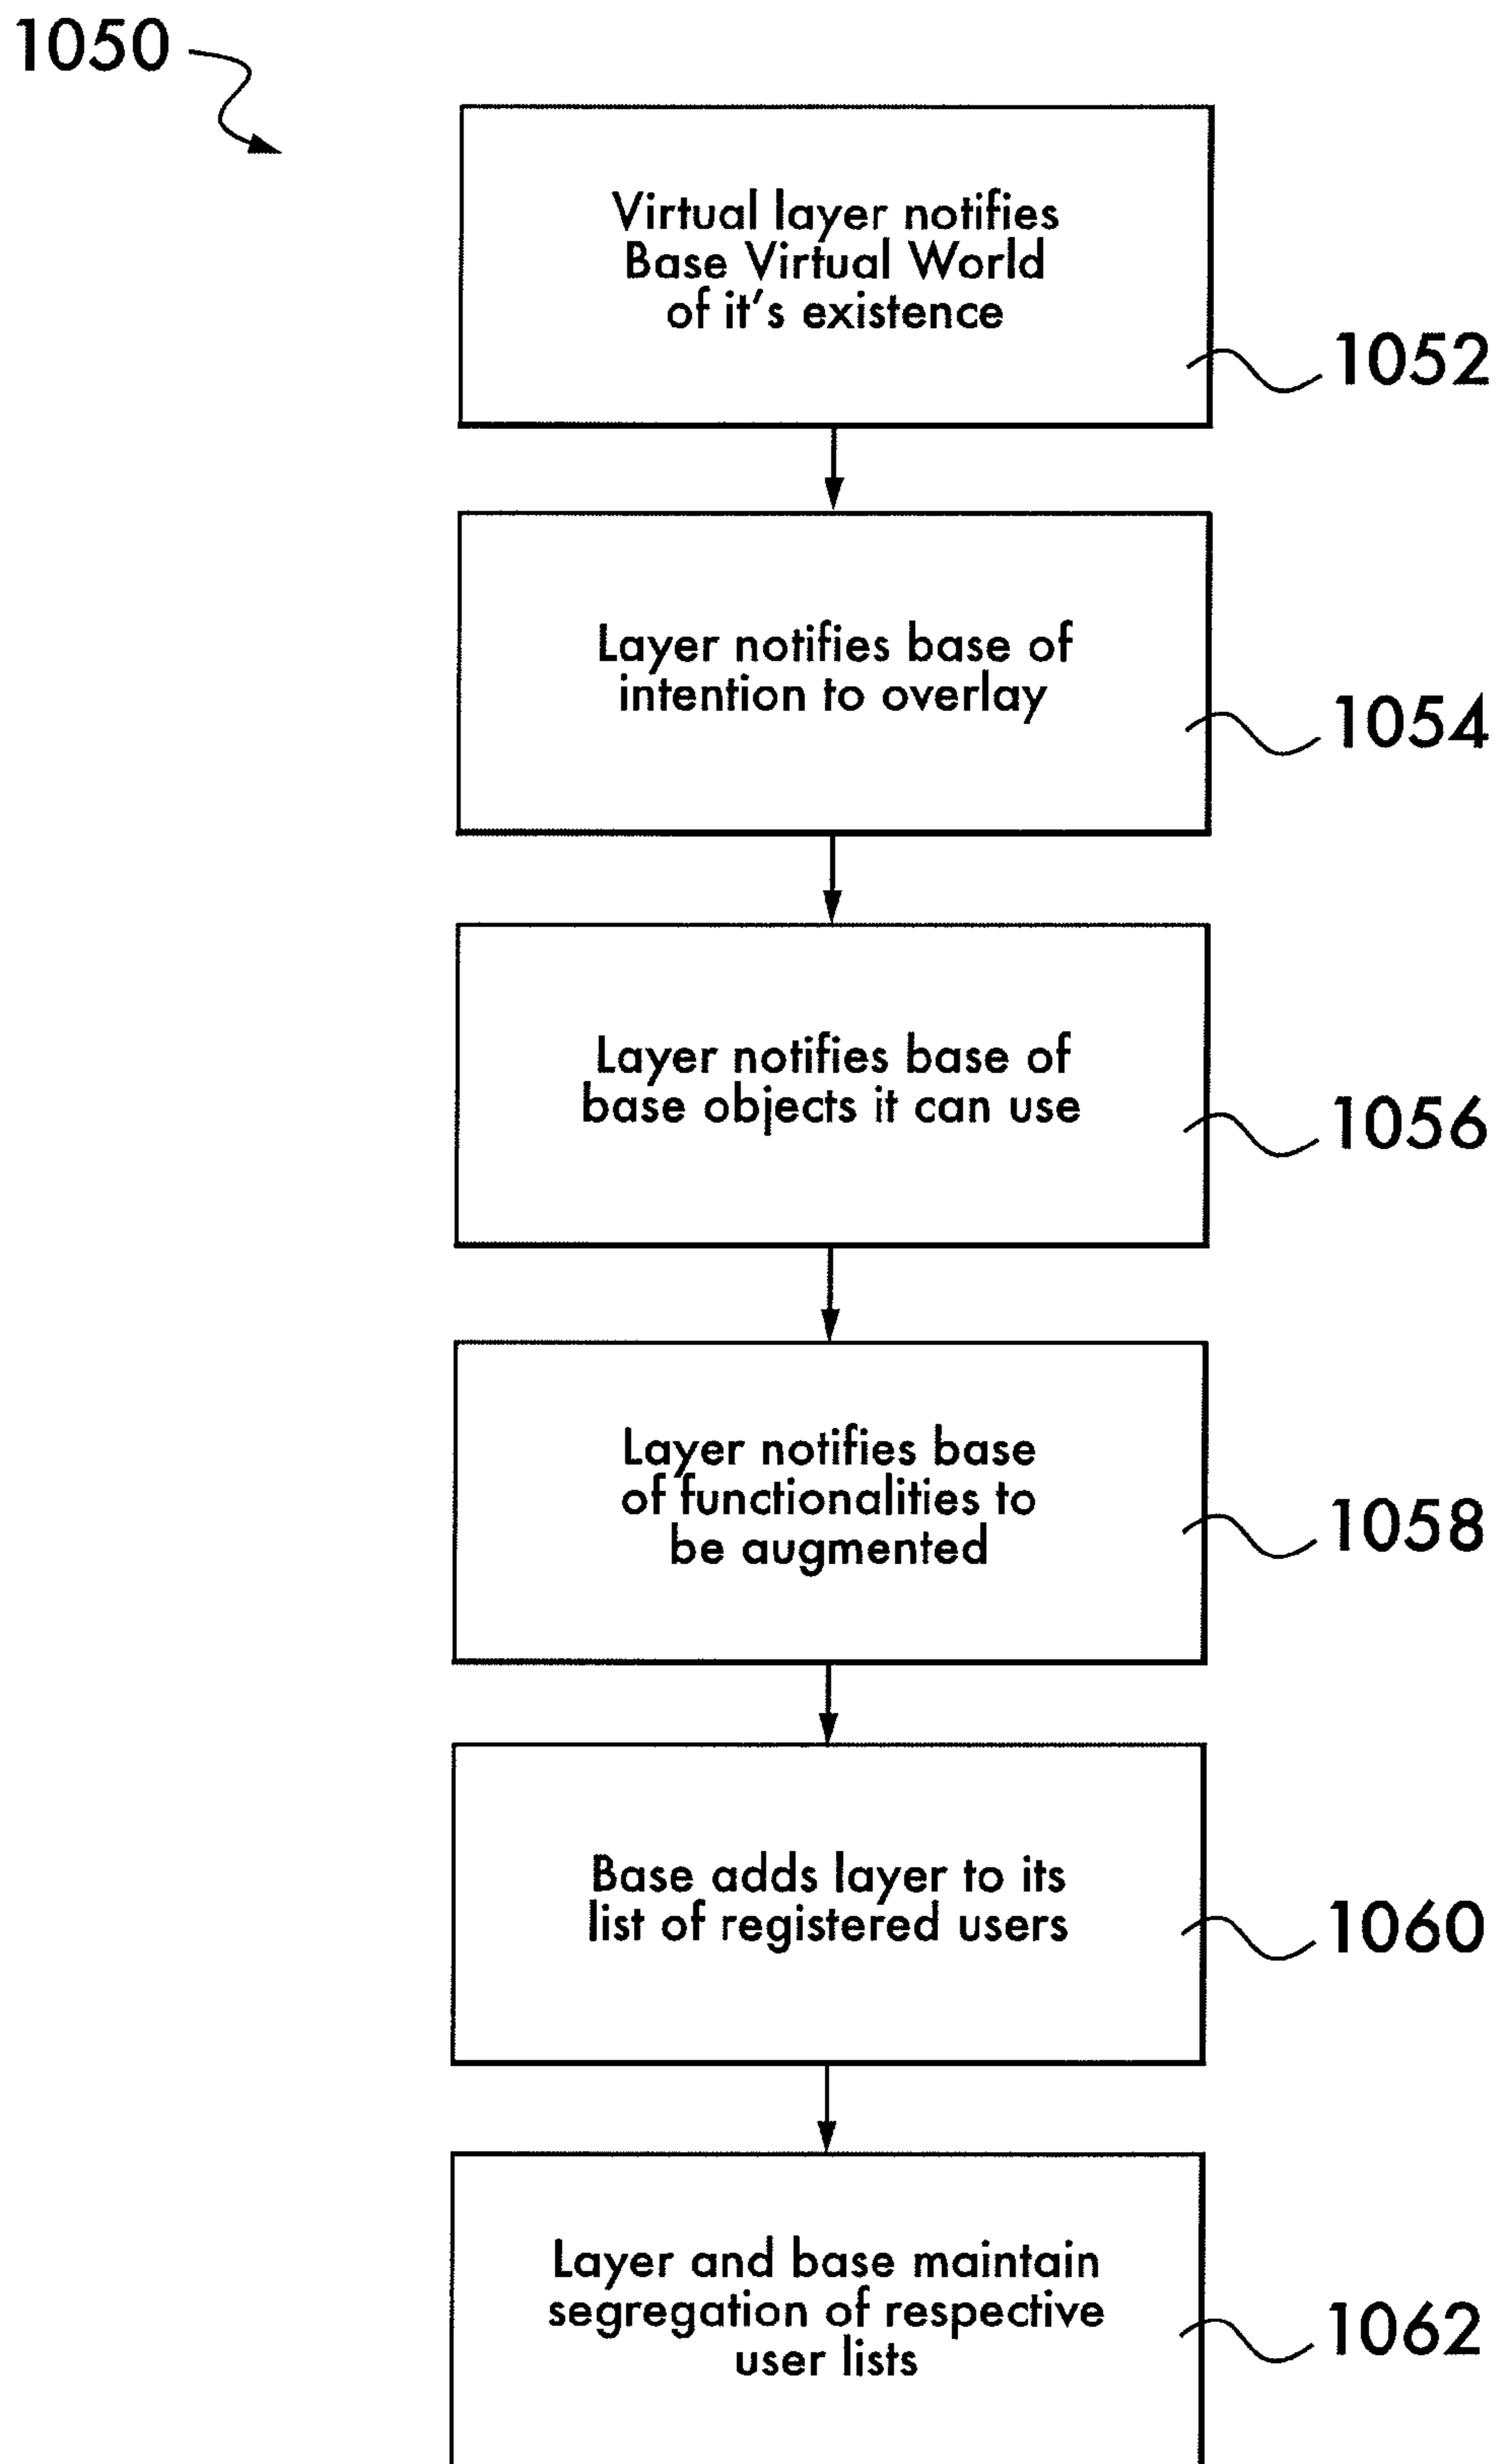 1050
Virtual layer notifies
Base Virtual World
of it's existence
1052
Layer notifies base of
intention to overlay
1054
Layer notifies base of
base objects it can use
1056
Layer notifies base
of functionalities to
be augmented
1058
Base adds layer to its
list of registered users
1060
Layer and base maintain
segregation of respective
user lists
1062